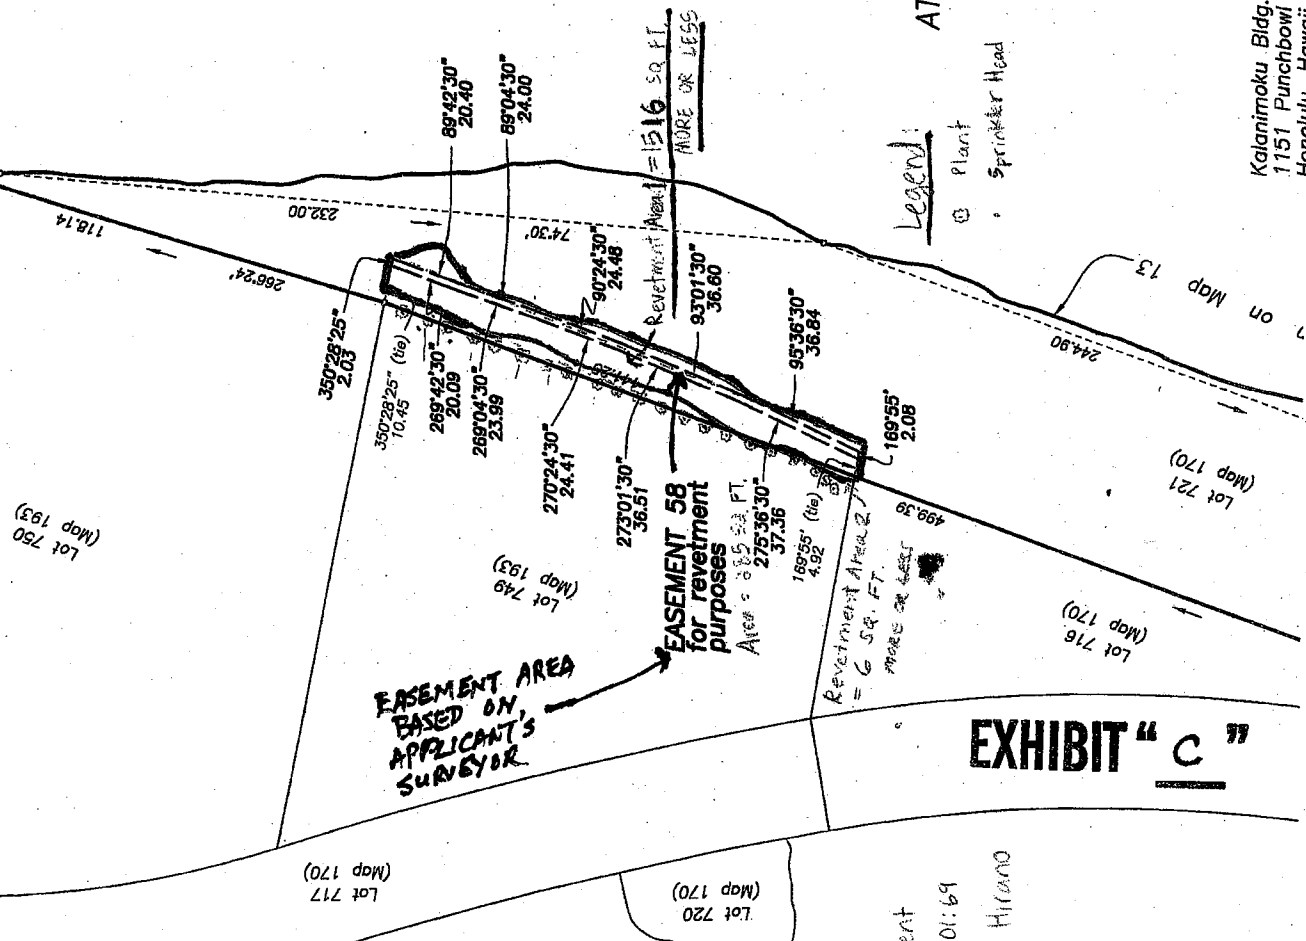 Kalanimoku Bldg.
1151 Punchbowl
Honolulu, Hawaii
AT
Legend:
Plant
Sprinkler Head
89°42'30"
20.40
89°04'30"
24.00
Revetment Area 1 = 1516 SQ FT
MORE OR LESS
118.14
266°24'
232.00
74°30'
90°24'30"
24.48
93°01'30"
36.60
95°36'30"
36.84
169°55'
2.08
350°28'25"
2.03
350°28'25" (tie)
10.45
269°42'30"
20.09
269°04'30"
23.99
270°24'30"
24.41
273°01'30"
36.51
EASEMENT 58
for revetment
purposes
275°36'30"
37.36
169°55' (tie)
4.92
Revetment Area 2
= 6 SQ. FT.
MORE OR LESS
EASEMENT AREA
BASED ON
APPLICANT'S
SURVEYOR
Lot 750
(Map 193)
Lot 749
(Map 193)
Lot 716
(Map 170)
Lot 721
(Map 170)
Lot 717
(Map 170)
Lot 720
(Map 170)
499.39
244.90
on Map 13
EXHIBIT "C"
ent
01:69
Hirano